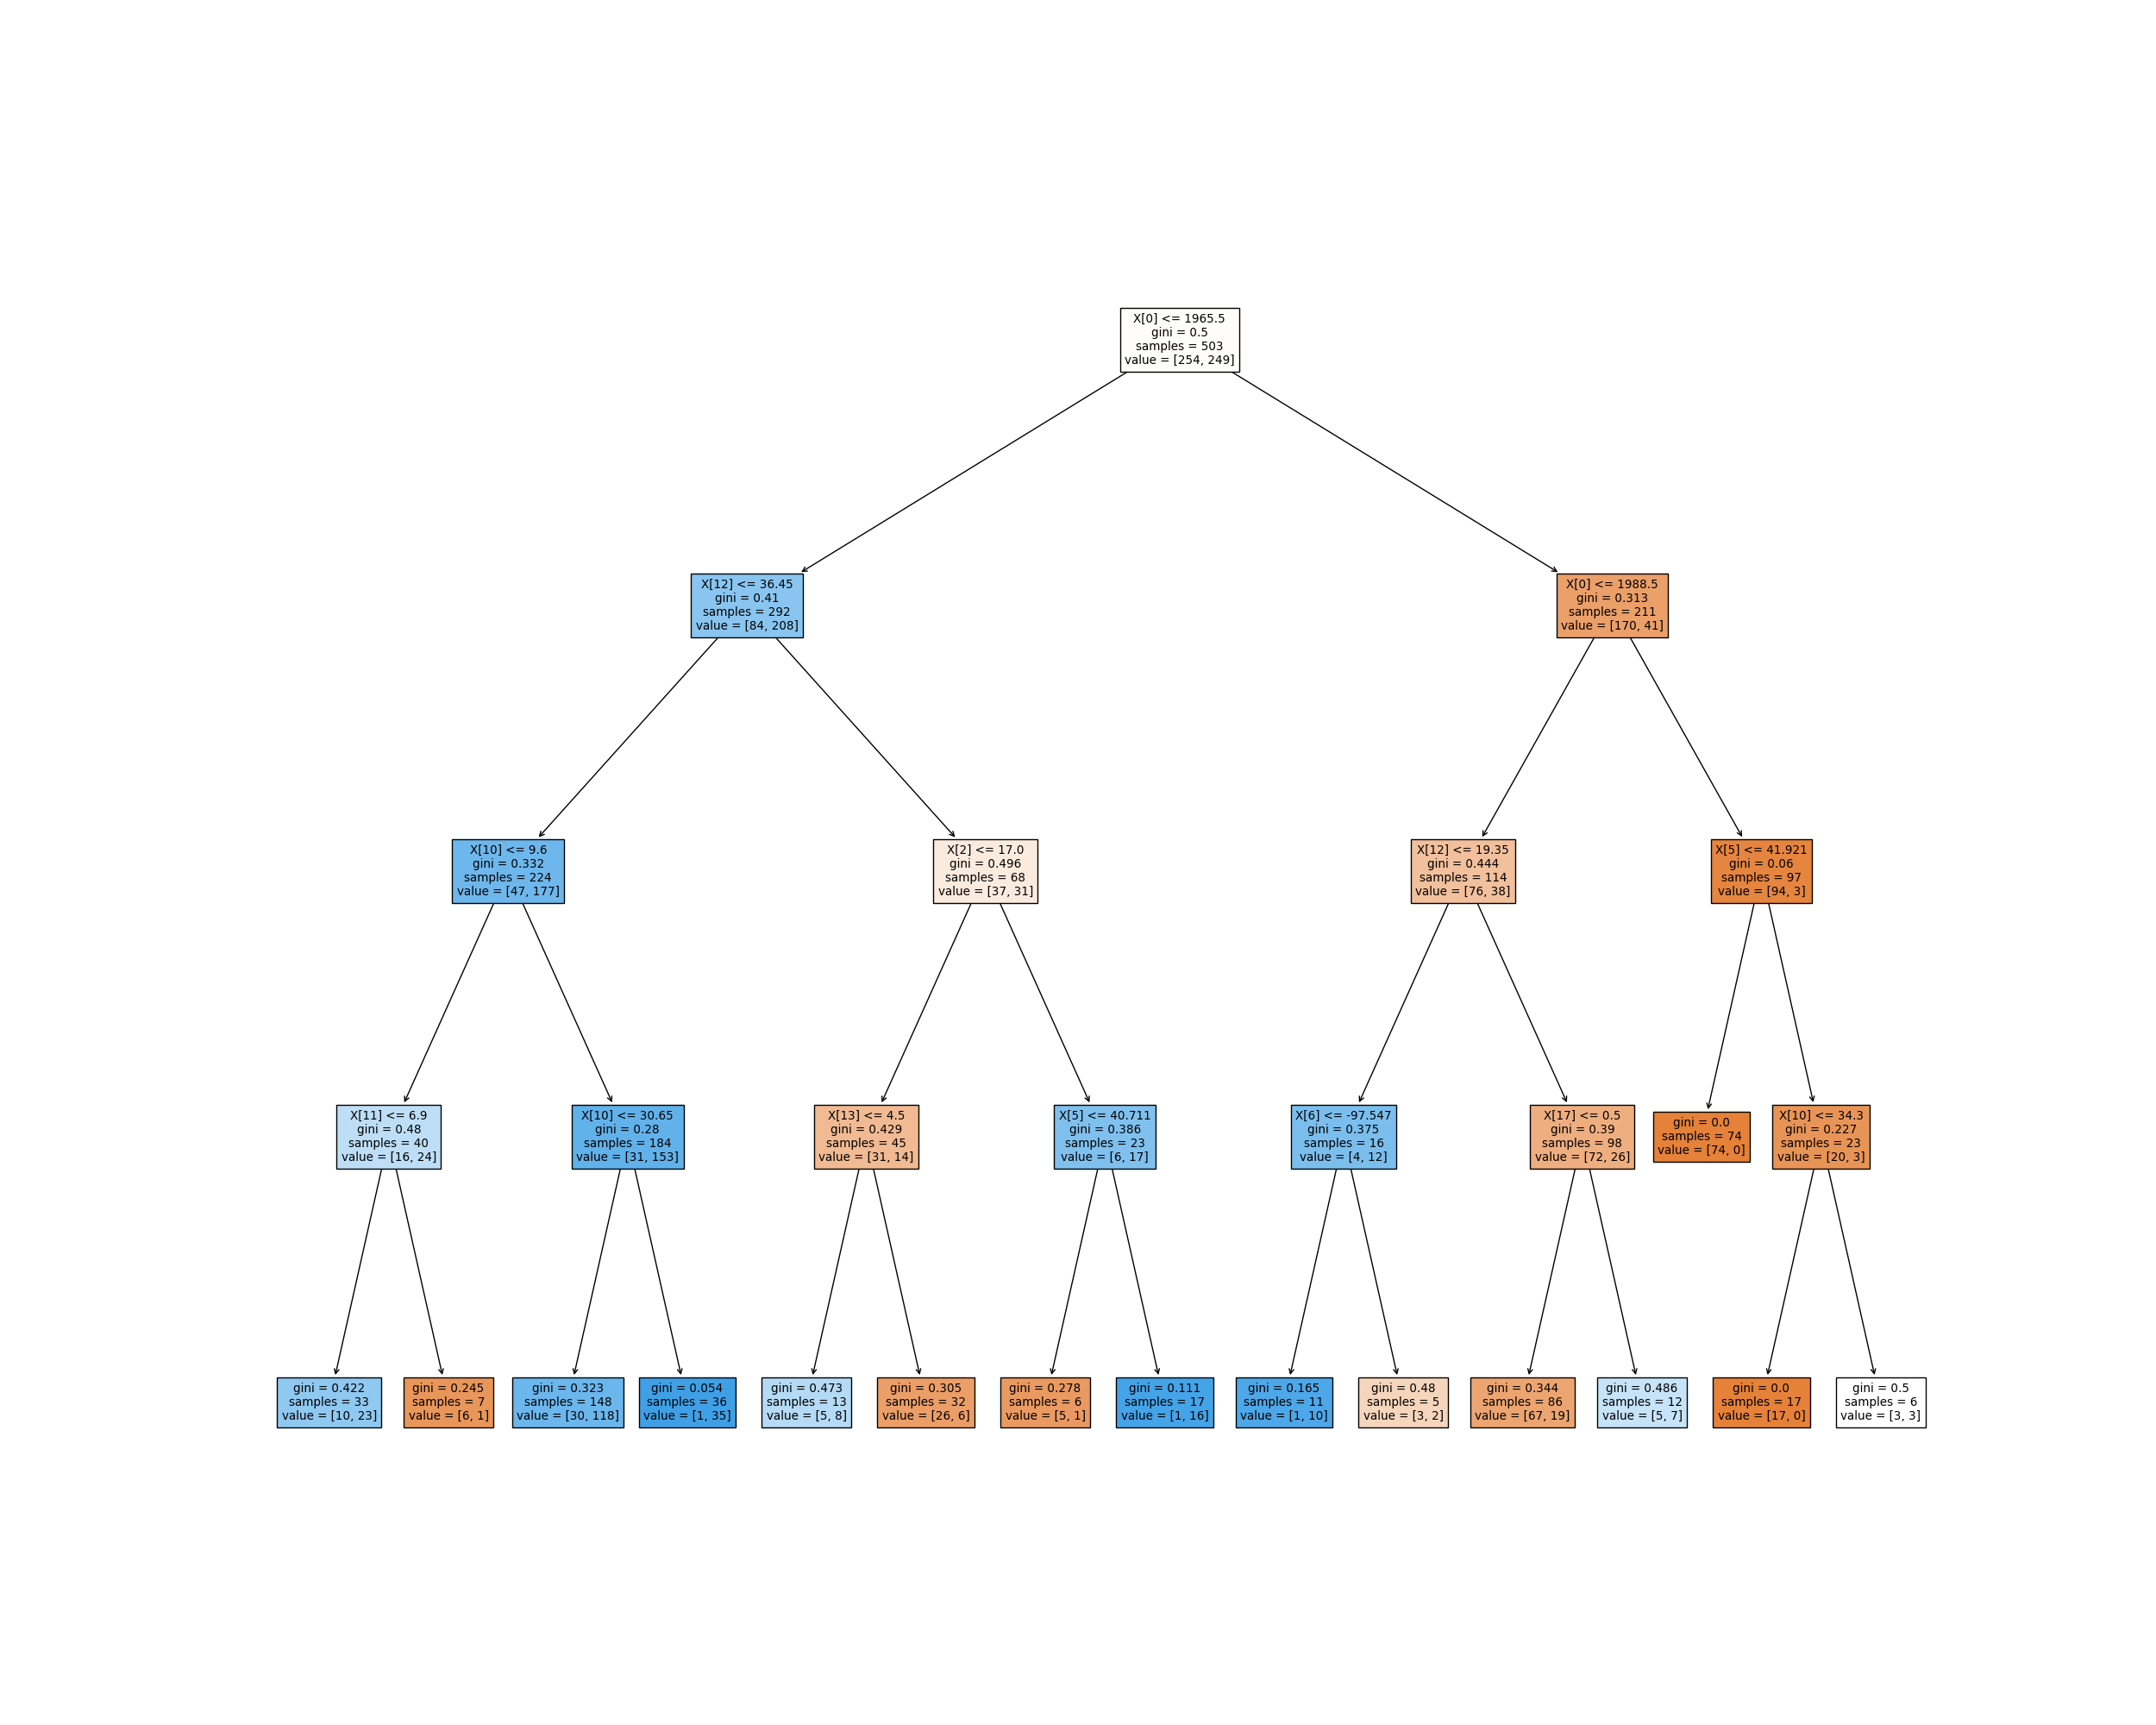 X[0] <= 1965.5
gini = 0.5
samples = 503
value = [254, 249]
X[12] <= 36.45
gini = 0.41
samples = 292
value = [84, 208]
X[0] <= 1988.5
gini = 0.313
samples = 211
value = [170, 41]
X[10] <= 9.6
gini = 0.332
samples = 224
value = [47, 177]
X[2] <= 17.0
gini = 0.496
samples = 68
value = [37, 31]
X[12] <= 19.35
gini = 0.444
samples = 114
value = [76, 38]
X[5] <= 41.921
gini = 0.06
samples = 97
value = [94, 3]
X[11] <= 6.9
gini = 0.48
samples = 40
value = [16, 24]
X[10] <= 30.65
gini = 0.28
samples = 184
value = [31, 153]
X[13] <= 4.5
gini = 0.429
samples = 45
value = [31, 14]
X[5] <= 40.711
gini = 0.386
samples = 23
value = [6, 17]
X[6] <= -97.547
gini = 0.375
samples = 16
value = [4, 12]
X[17] <= 0.5
gini = 0.39
samples = 98
value = [72, 26]
gini = 0.0
samples = 74
value = [74, 0]
X[10] <= 34.3
gini = 0.227
samples = 23
value = [20, 3]
gini = 0.422
samples = 33
value = [10, 23]
gini = 0.245
samples = 7
value = [6, 1]
gini = 0.323
samples = 148
value = [30, 118]
gini = 0.054
samples = 36
value = [1, 35]
gini = 0.473
samples = 13
value = [5, 8]
gini = 0.305
samples = 32
value = [26, 6]
gini = 0.278
samples = 6
value = [5, 1]
gini = 0.111
samples = 17
value = [1, 16]
gini = 0.165
samples = 11
value = [1, 10]
gini = 0.48
samples = 5
value = [3, 2]
gini = 0.344
samples = 86
value = [67, 19]
gini = 0.486
samples = 12
value = [5, 7]
gini = 0.0
samples = 17
value = [17, 0]
gini = 0.5
samples = 6
value = [3, 3]